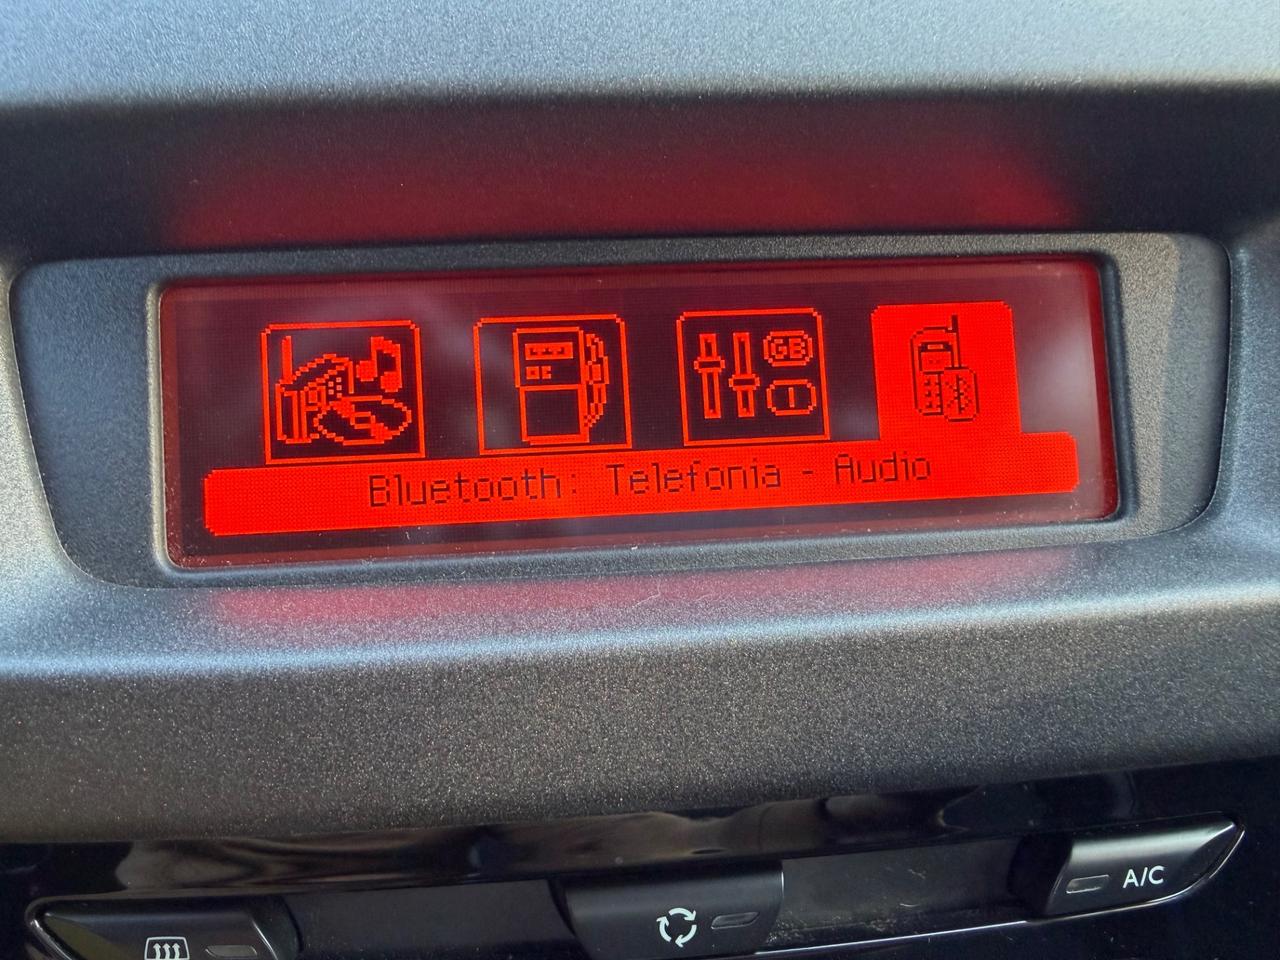 GB
I
Bluetooth: Telefonia - Audio
A/C